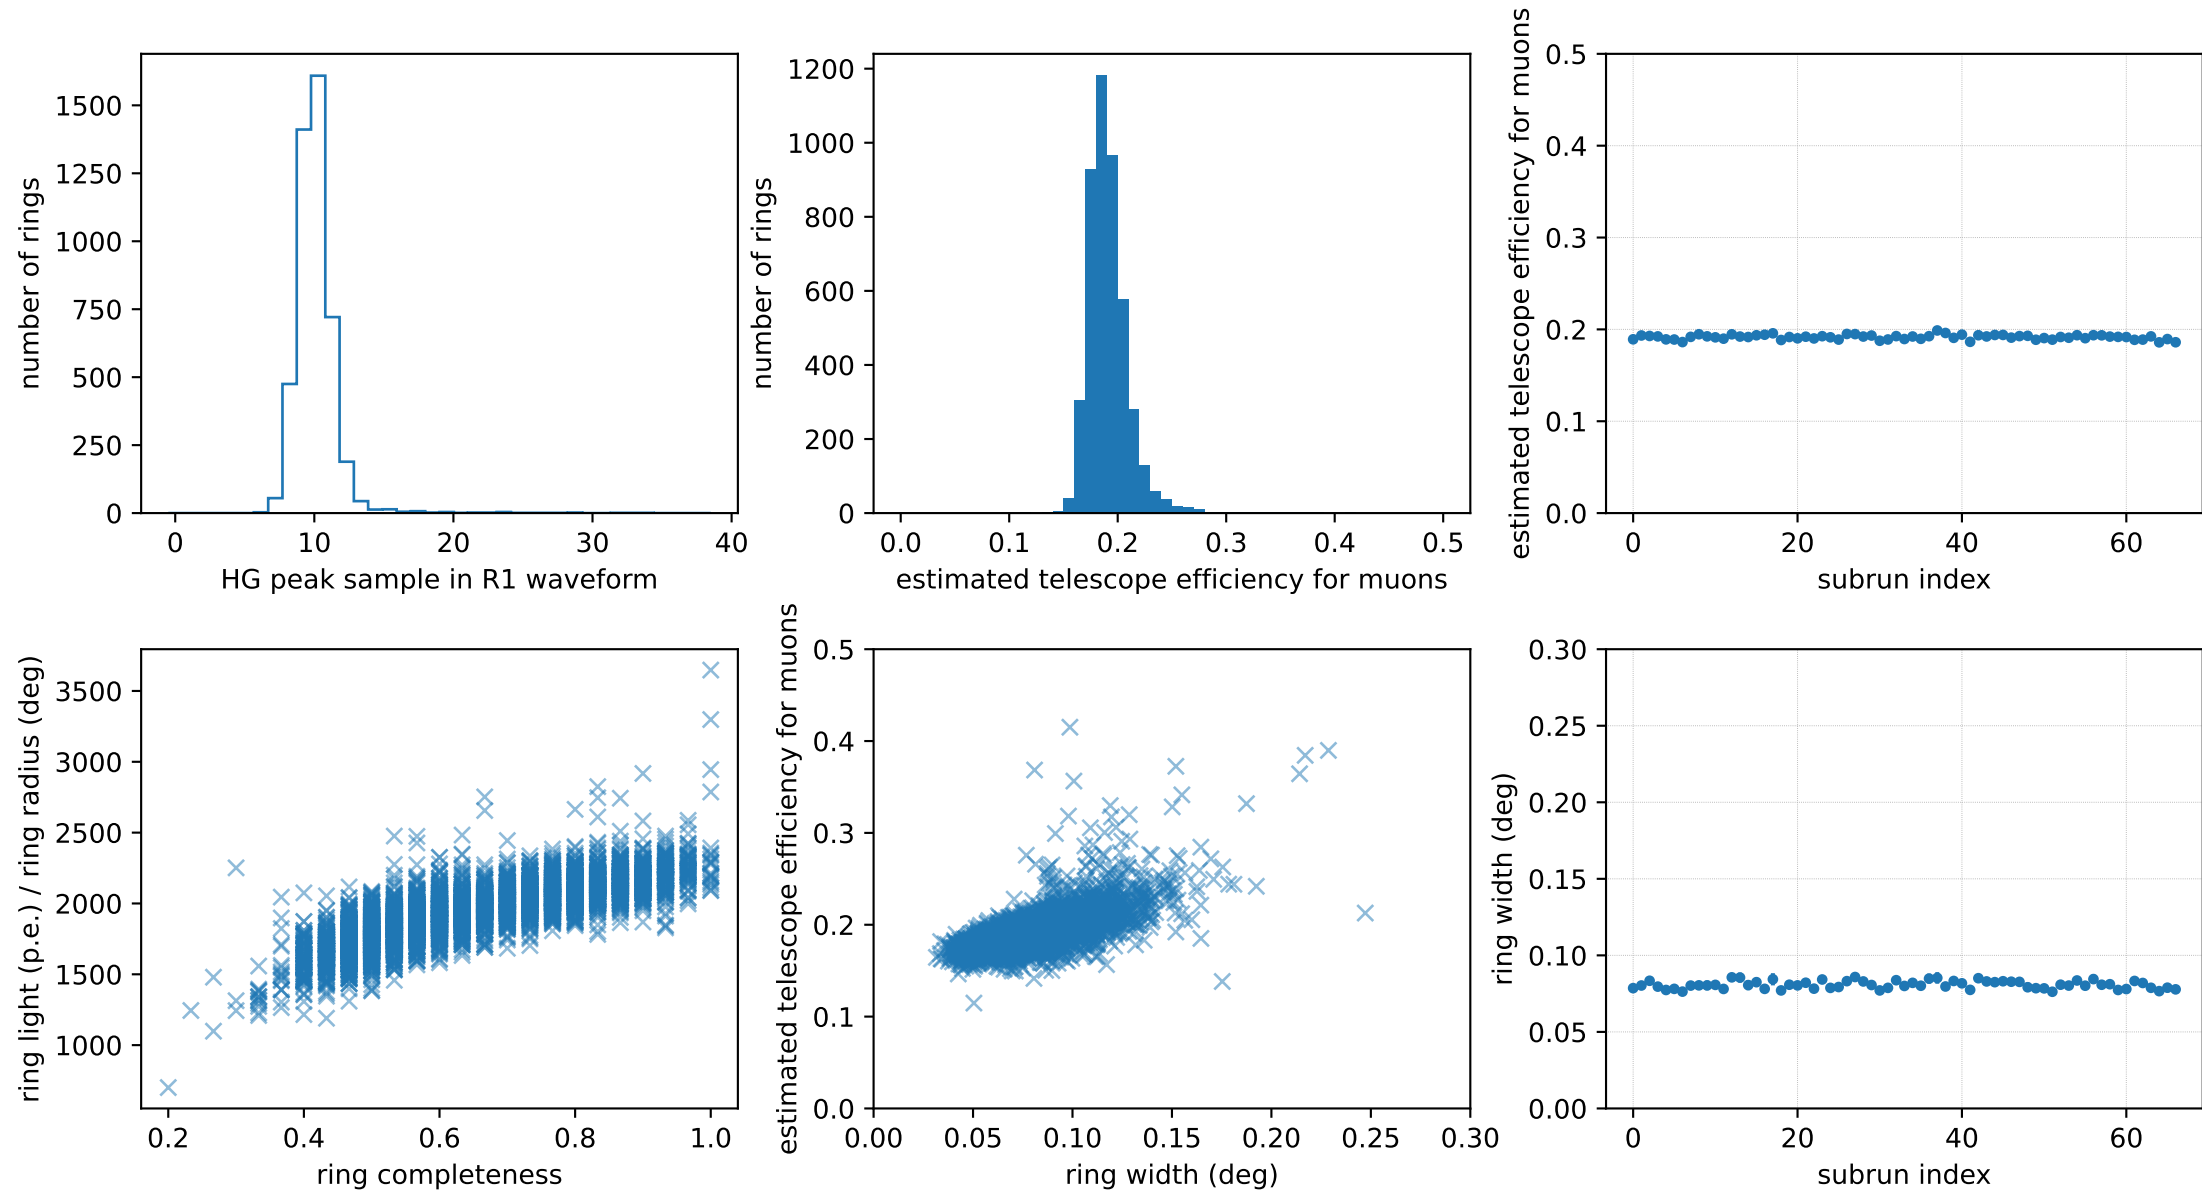 number of rings
1500
1250
1000
750
500
250
0
0 10 20 30 40
HG peak sample in R1 waveform
number of rings
1200
1000
800
600
400
200
0
0.0 0.1 0.2 0.3 0.4 0.5
estimated telescope efficiency for muons
estimated telescope efficiency for muons
0.5
0.4
0.3
0.2
0.1
0.0
0 20 40 60
subrun index
ring light (p.e.) / ring radius (deg)
3500
3000
2500
2000
1500
1000
0.2 0.4 0.6 0.8 1.0
ring completeness
estimated telescope efficiency for muons
0.5
0.4
0.3
0.2
0.1
0.0
0.00 0.05 0.10 0.15 0.20 0.25 0.30
ring width (deg)
ring width (deg)
0.30
0.25
0.20
0.15
0.10
0.05
0.00
0 20 40 60
subrun index